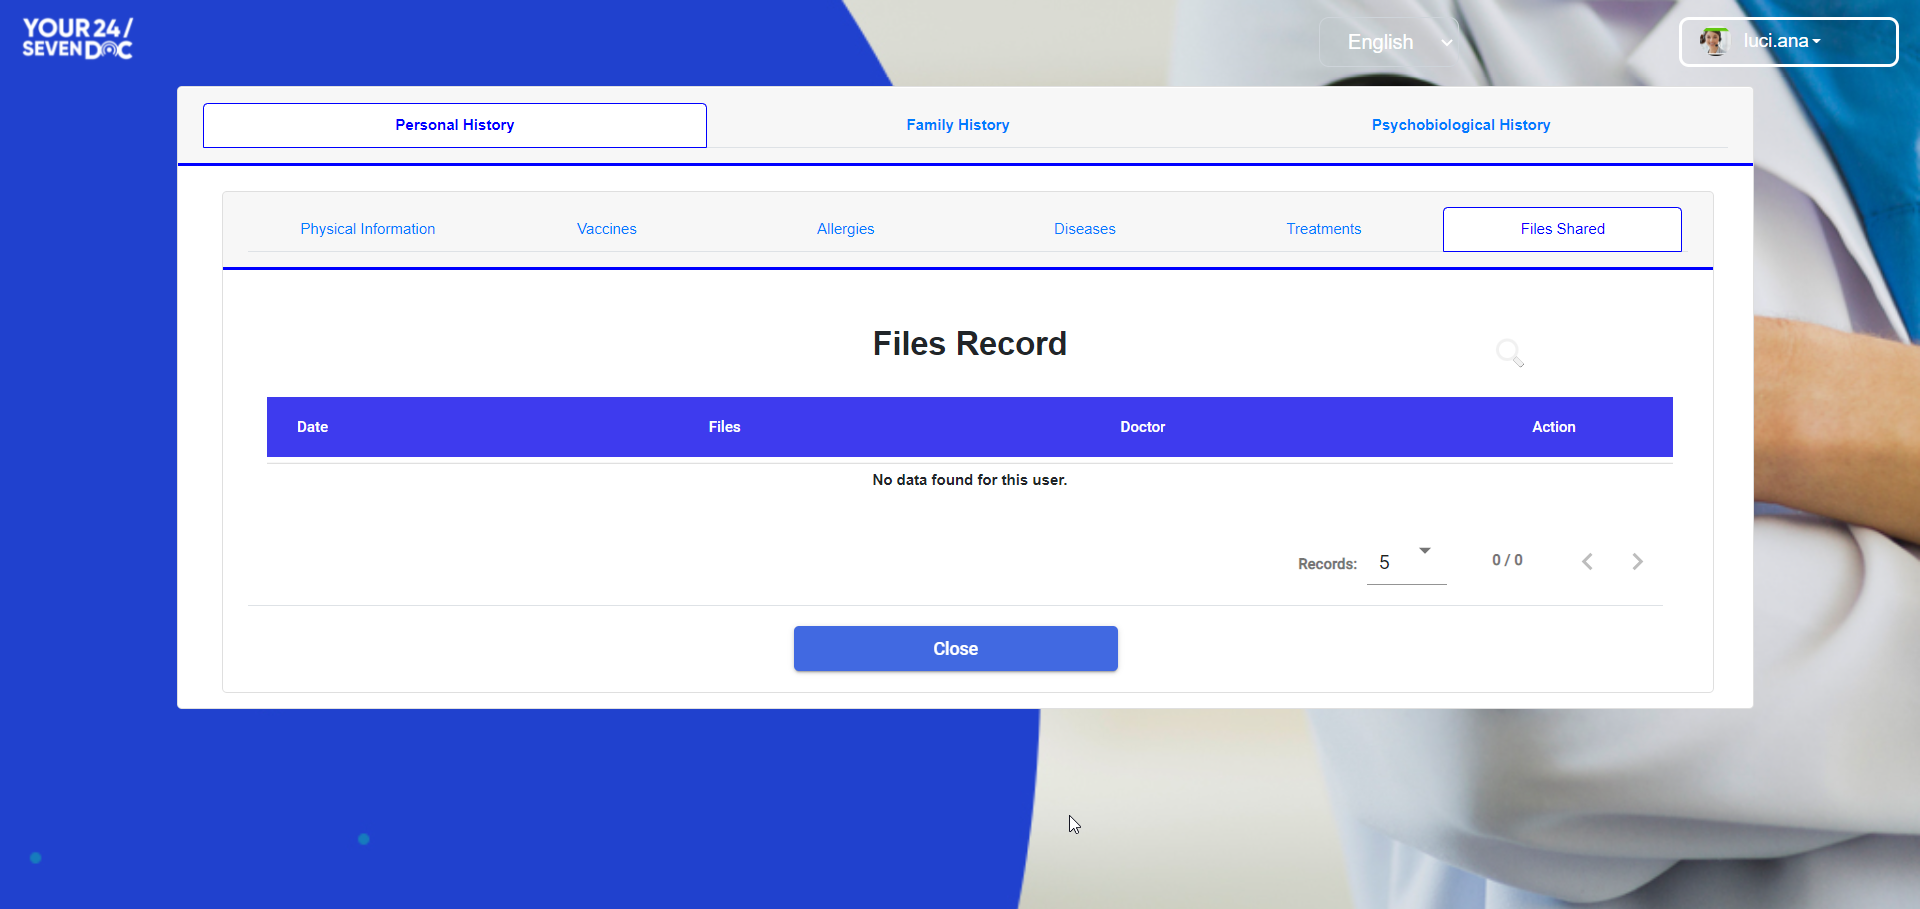 YOUR 24/
SEVEN DOC
English
luci.ana
Personal History
Family History
Psychobiological History
Physical Information
Vaccines
Allergies
Diseases
Treatments
Files Shared
Files Record
Date
Files
Doctor
Action
No data found for this user.
Records:
5
0 / 0
Close